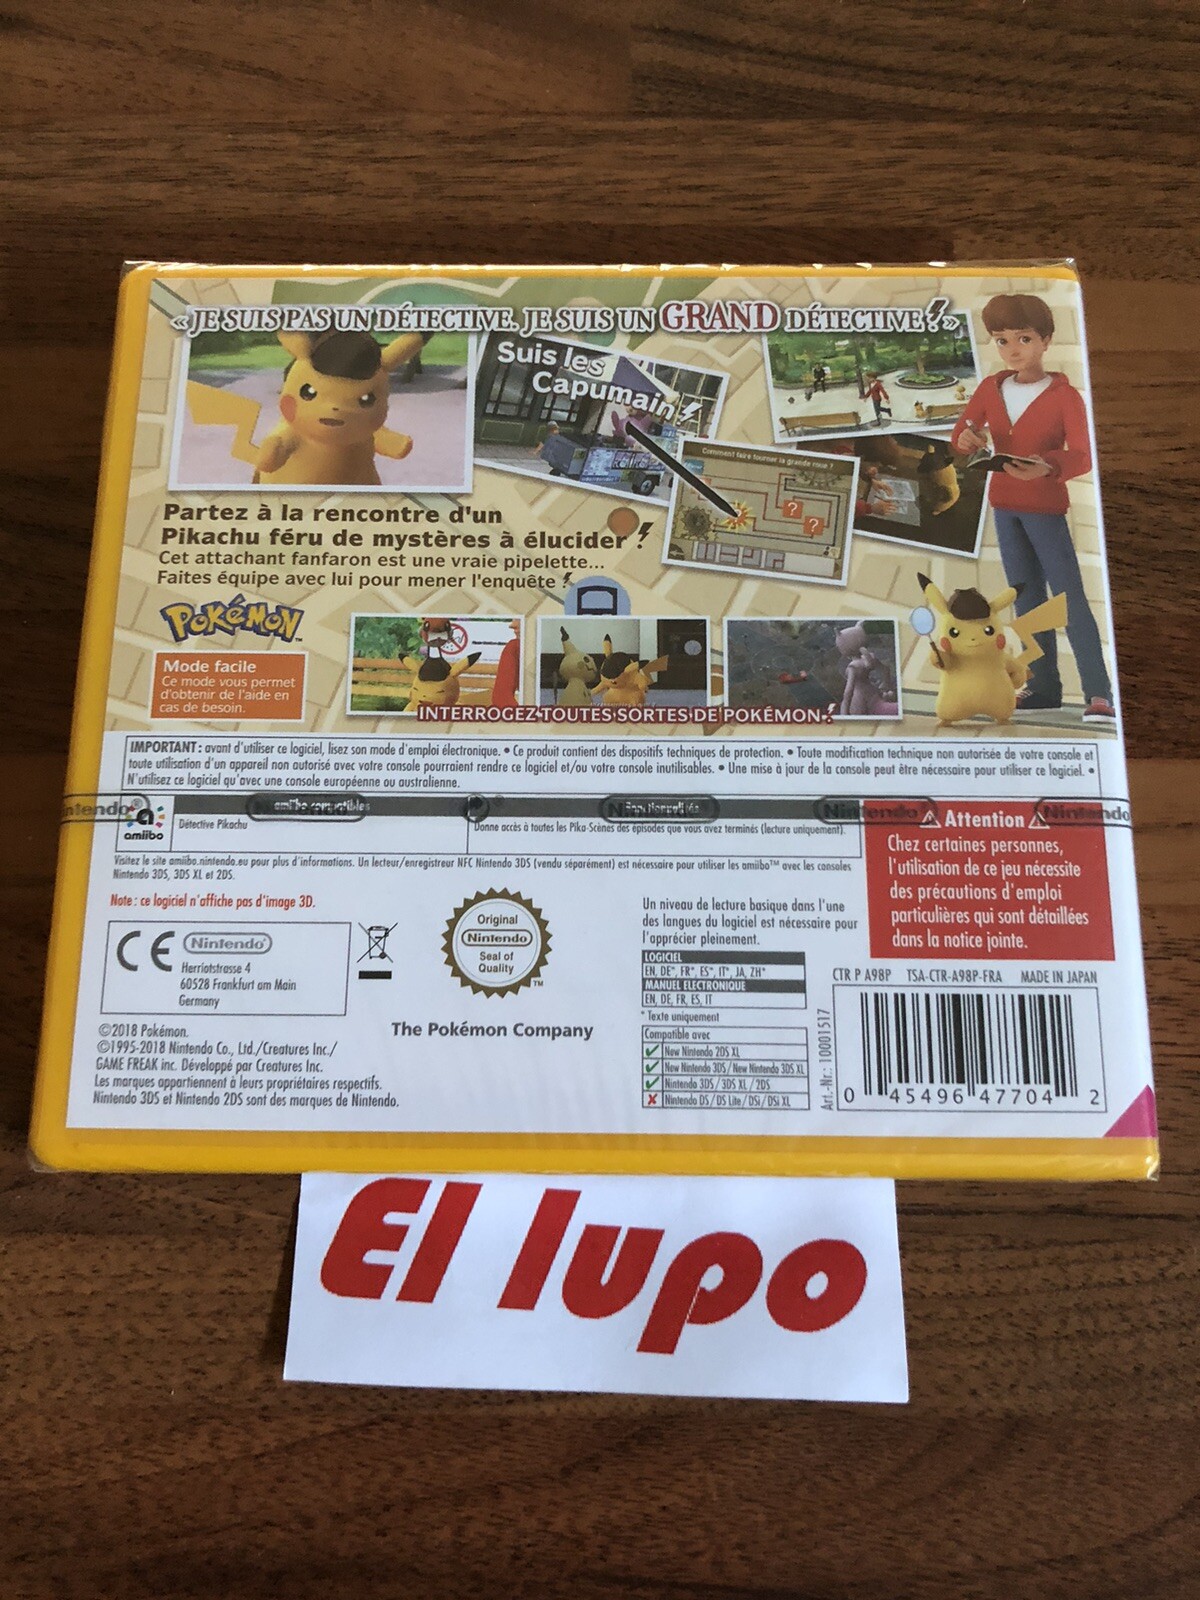 « JE SUIS PAS UN DÉTECTIVE. JE SUIS UN GRAND DÉTECTIVE ! »
Suis les
Capumain !
Comment faire tourner la grande roue ?
? ?
Partez à la rencontre d'un
Pikachu féru de mystères à élucider !
Cet attachant fanfaron est une vraie pipelette...
Faites équipe avec lui pour mener l'enquête !
POKÉMON™
Mode facile
Ce mode vous permet
d'obtenir de l'aide en
cas de besoin.
INTERROGEZ TOUTES SORTES DE POKÉMON !
IMPORTANT : avant d'utiliser ce logiciel, lisez son mode d'emploi électronique. • Ce produit contient des dispositifs techniques de protection. • Toute modification technique non autorisée de votre console et
toute utilisation d'un appareil non autorisé avec votre console pourraient rendre ce logiciel et/ou votre console inutilisables. • Une mise à jour de la console peut être nécessaire pour utiliser ce logiciel. •
N'utilisez ce logiciel qu'avec une console européenne ou australienne.
Nintendo® Nintendo Nintendo Nintendo Nintendo
amiibo
amiibo compatibles
Fonctionnalités
Détective Pikachu
Donne accès à toutes les Pika-Scènes des épisodes que vous avez terminés (lecture uniquement).
Visitez le site amiibo.nintendo.eu pour plus d'informations. Un lecteur/enregistreur NFC Nintendo 3DS (vendu séparément) est nécessaire pour utiliser les amiibo™ avec les consoles
Nintendo 3DS, 3DS XL et 2DS.
⚠ Attention ⚠
Chez certaines personnes,
l'utilisation de ce jeu nécessite
des précautions d'emploi
particulières qui sont détaillées
dans la notice jointe.
Note : ce logiciel n'affiche pas d'image 3D.
CE
Nintendo®
Herriotstrasse 4
60528 Frankfurt am Main
Germany
Original
Nintendo
Seal of
Quality
™
Un niveau de lecture basique dans l'une
des langues du logiciel est nécessaire pour
l'apprécier pleinement.
LOGICIEL
EN, DE*, FR*, ES*, IT*, JA, ZH*
MANUEL ÉLECTRONIQUE
EN, DE, FR, ES, IT
* Texte uniquement
Compatible avec
New Nintendo 2DS XL
New Nintendo 3DS / New Nintendo 3DS XL
Nintendo 3DS / 3DS XL / 2DS
Nintendo DS / DS Lite / DSi / DSi XL
CTR P A98P TSA-CTR-A98P-FRA MADE IN JAPAN
Art.-Nr.: 10001517
0 45496 47704 2
The Pokémon Company
©2018 Pokémon.
©1995-2018 Nintendo Co., Ltd./Creatures Inc./
GAME FREAK inc. Développé par Creatures Inc.
Les marques appartiennent à leurs propriétaires respectifs.
Nintendo 3DS et Nintendo 2DS sont des marques de Nintendo.
El lupo